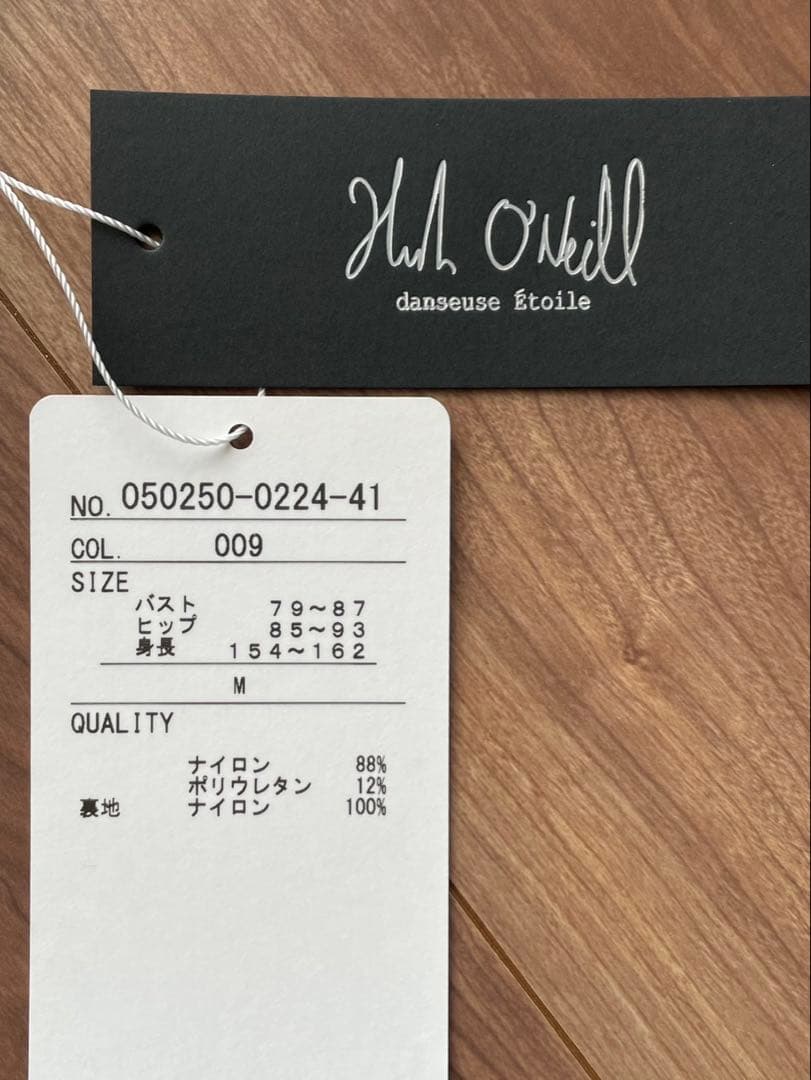 Hush O'Neill
danseuse Étoile
NO. 050250-0224-41
COL. 009
SIZE
バスト 79～87
ヒップ 85～93
身長 154～162
M
QUALITY
ナイロン 88%
ポリウレタン 12%
裏地 ナイロン 100%